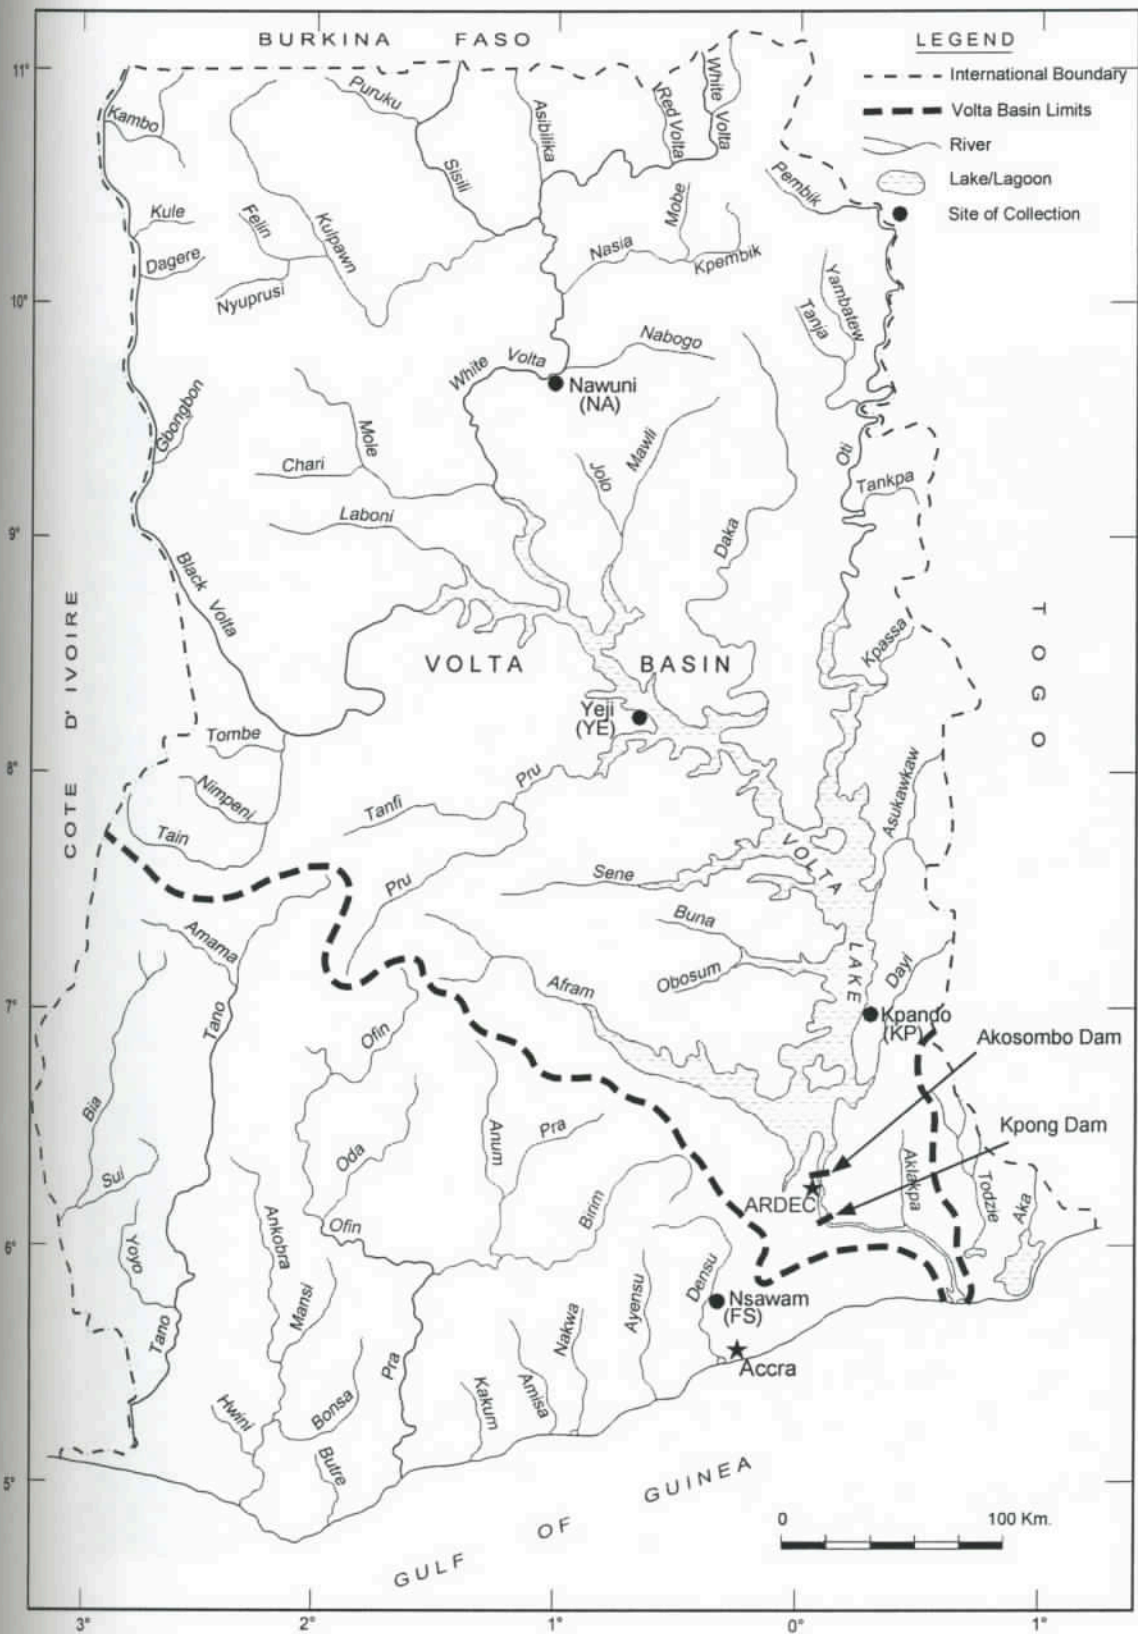 BURKINA FASO
LEGEND
International Boundary
Volta Basin Limits
River
Lake/Lagoon
Site of Collection
11°
10°
9°
8°
7°
6°
5°
Kambo
Puruku
Asibilika
Red Volta
White Volta
Sisili
Pembik
Kule
Felin
Kulpawn
Mobe
Dagere
Nasia
Kpembik
Nyuprusi
Yambatew
Tanja
Nabogo
White Volta
Nawuni
(NA)
Gbongbon
Mole
Chari
Jolo
Mawli
Oti
Tankpa
Laboni
Daka
Black Volta
COTE D' IVOIRE
TOGO
VOLTA BASIN
Kpassa
Yeji
(YE)
Tombe
Nimpeni
Pru
Tanfi
Asukawkaw
Tain
VOLTA
LAKE
Pru
Sene
Buna
Amama
Obosum
Dayi
Afram
Tano
Kpando
(KP)
Ofin
Akosombo Dam
Bia
Anum
Pra
Kpong Dam
Oda
Sui
Aklakpa
Todzie
Aka
ARDEC
Birim
Ankobra
Ofin
Yoyo
Densu
Mansi
Ayensu
Nsawam
(FS)
Nakwa
Tano
Pra
Accra
Kakum
Amisa
Hwini
Bonsa
Butre
GULF OF GUINEA
0 100 Km.
3° 2° 1° 0° 1°